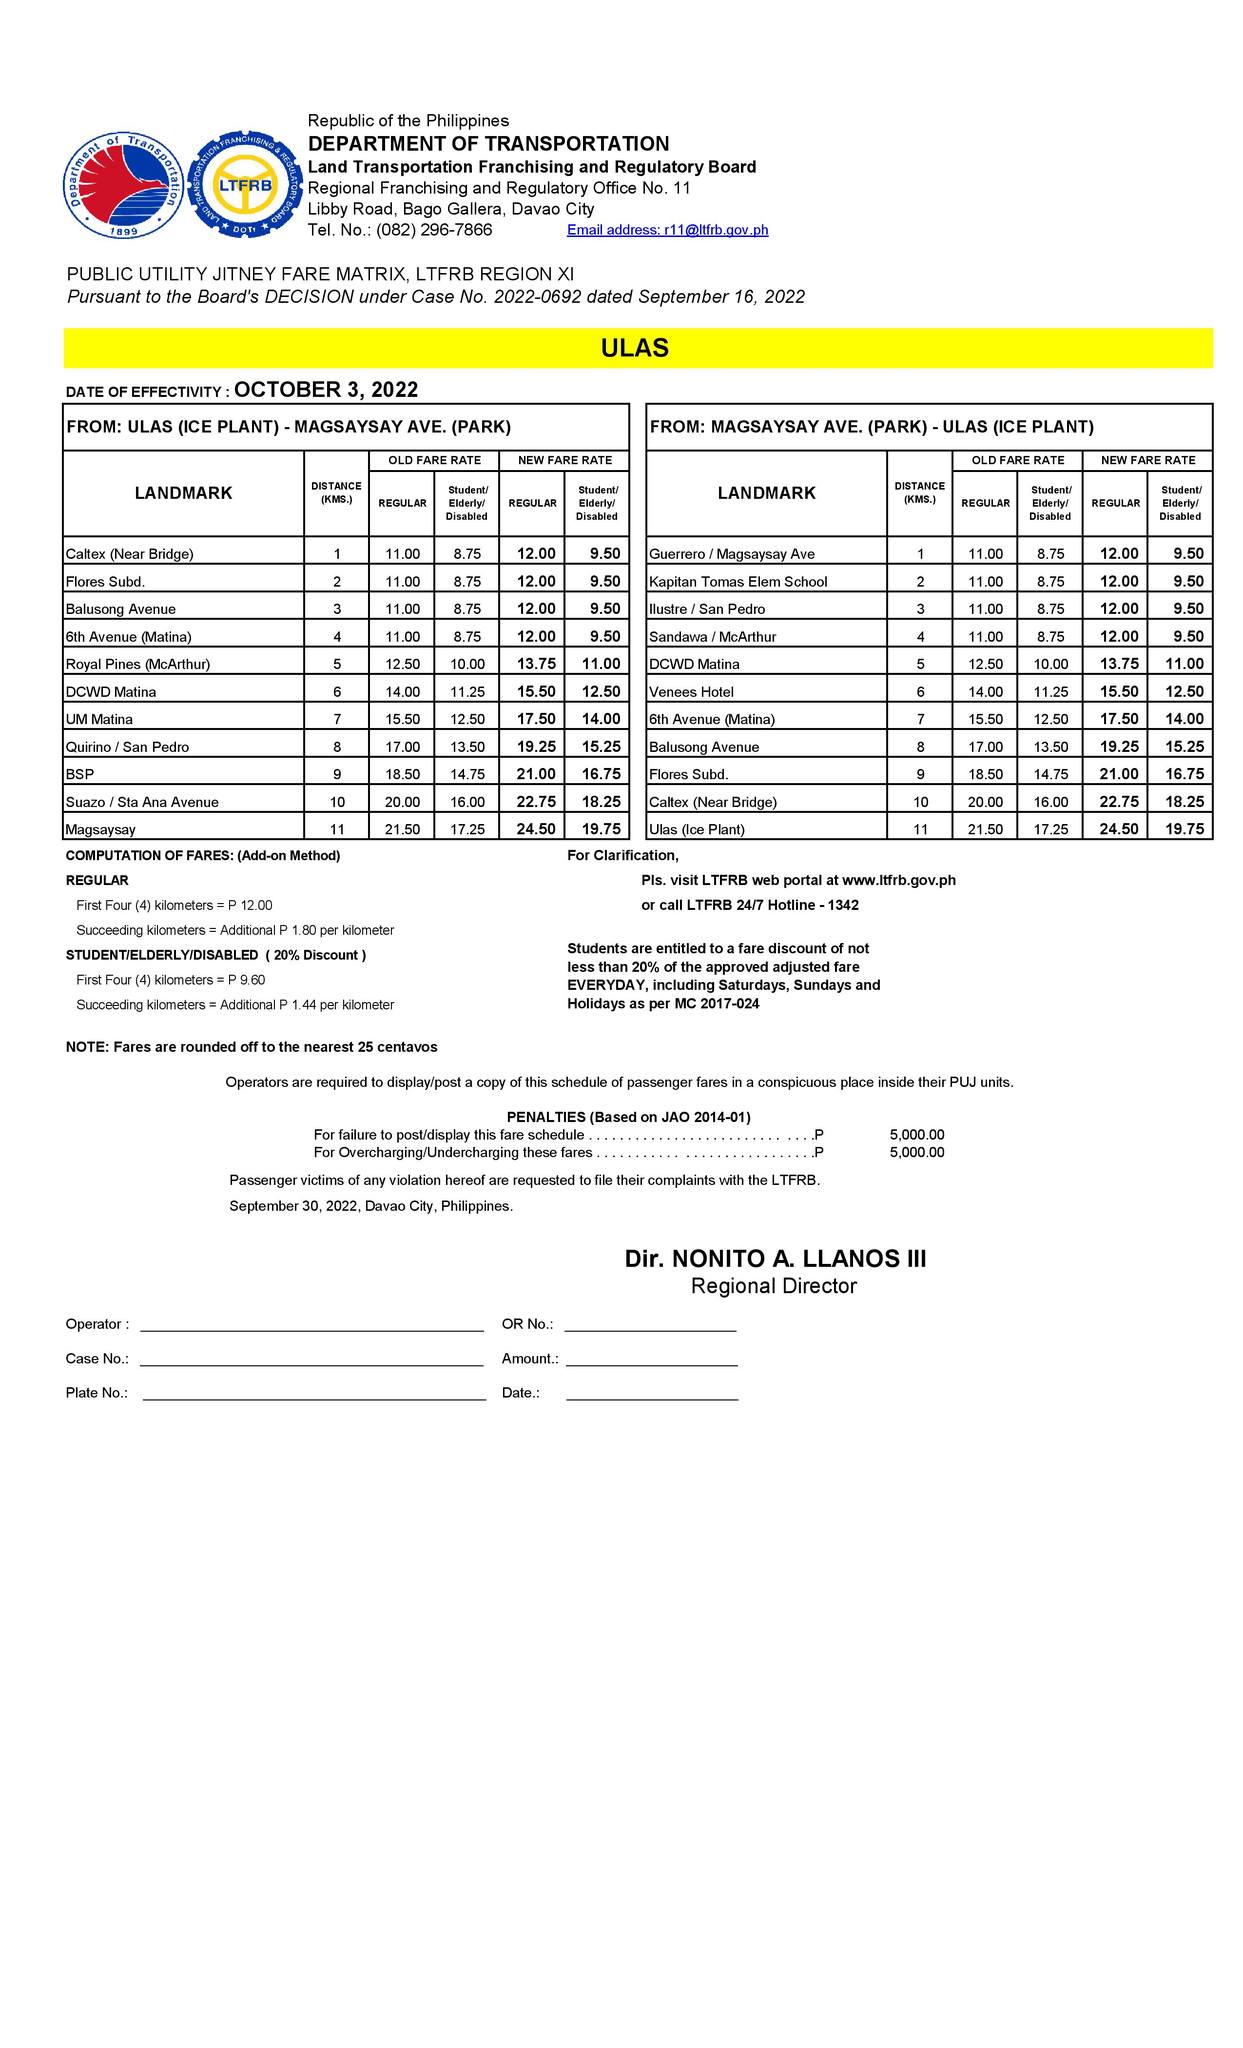 Republic of the Philippines
DEPARTMENT OF TRANSPORTATION
Land Transportation Franchising and Regulatory Board
Regional Franchising and Regulatory Office No. 11
Libby Road, Bago Gallera, Davao City
Tel. No.: (082) 296-7866 Email address: r11@ltfrb.gov.ph
Department of Transportation
1899
LAND TRANSPORTATION FRANCHISING & REGULATORY BOARD
LTFRB
DOTr
PUBLIC UTILITY JITNEY FARE MATRIX, LTFRB REGION XI
Pursuant to the Board's DECISION under Case No. 2022-0692 dated September 16, 2022
ULAS
DATE OF EFFECTIVITY : OCTOBER 3, 2022
FROM: ULAS (ICE PLANT) - MAGSAYSAY AVE. (PARK)
LANDMARK DISTANCE (KMS.) OLD FARE RATE NEW FARE RATE
REGULAR Student/ Elderly/ Disabled REGULAR Student/ Elderly/ Disabled
Caltex (Near Bridge) 1 11.00 8.75 12.00 9.50
Flores Subd. 2 11.00 8.75 12.00 9.50
Balusong Avenue 3 11.00 8.75 12.00 9.50
6th Avenue (Matina) 4 11.00 8.75 12.00 9.50
Royal Pines (McArthur) 5 12.50 10.00 13.75 11.00
DCWD Matina 6 14.00 11.25 15.50 12.50
UM Matina 7 15.50 12.50 17.50 14.00
Quirino / San Pedro 8 17.00 13.50 19.25 15.25
BSP 9 18.50 14.75 21.00 16.75
Suazo / Sta Ana Avenue 10 20.00 16.00 22.75 18.25
Magsaysay 11 21.50 17.25 24.50 19.75
FROM: MAGSAYSAY AVE. (PARK) - ULAS (ICE PLANT)
LANDMARK DISTANCE (KMS.) OLD FARE RATE NEW FARE RATE
REGULAR Student/ Elderly/ Disabled REGULAR Student/ Elderly/ Disabled
Guerrero / Magsaysay Ave 1 11.00 8.75 12.00 9.50
Kapitan Tomas Elem School 2 11.00 8.75 12.00 9.50
Ilustre / San Pedro 3 11.00 8.75 12.00 9.50
Sandawa / McArthur 4 11.00 8.75 12.00 9.50
DCWD Matina 5 12.50 10.00 13.75 11.00
Venees Hotel 6 14.00 11.25 15.50 12.50
6th Avenue (Matina) 7 15.50 12.50 17.50 14.00
Balusong Avenue 8 17.00 13.50 19.25 15.25
Flores Subd. 9 18.50 14.75 21.00 16.75
Caltex (Near Bridge) 10 20.00 16.00 22.75 18.25
Ulas (Ice Plant) 11 21.50 17.25 24.50 19.75
COMPUTATION OF FARES: (Add-on Method)
REGULAR
First Four (4) kilometers = P 12.00
Succeeding kilometers = Additional P 1.80 per kilometer
STUDENT/ELDERLY/DISABLED ( 20% Discount )
First Four (4) kilometers = P 9.60
Succeeding kilometers = Additional P 1.44 per kilometer
For Clarification,
Pls. visit LTFRB web portal at www.ltfrb.gov.ph
or call LTFRB 24/7 Hotline - 1342
Students are entitled to a fare discount of not
less than 20% of the approved adjusted fare
EVERYDAY, including Saturdays, Sundays and
Holidays as per MC 2017-024
NOTE: Fares are rounded off to the nearest 25 centavos
Operators are required to display/post a copy of this schedule of passenger fares in a conspicuous place inside their PUJ units.
PENALTIES (Based on JAO 2014-01)
For failure to post/display this fare schedule . . . . . . . . . . . . . . . . . . . . . . . . . . . . .P 5,000.00
For Overcharging/Undercharging these fares . . . . . . . . . . . . . . . . . . . . . . . . . . . .P 5,000.00
Passenger victims of any violation hereof are requested to file their complaints with the LTFRB.
September 30, 2022, Davao City, Philippines.
Dir. NONITO A. LLANOS III
Regional Director
Operator : OR No.:
Case No.: Amount.:
Plate No.: Date.: